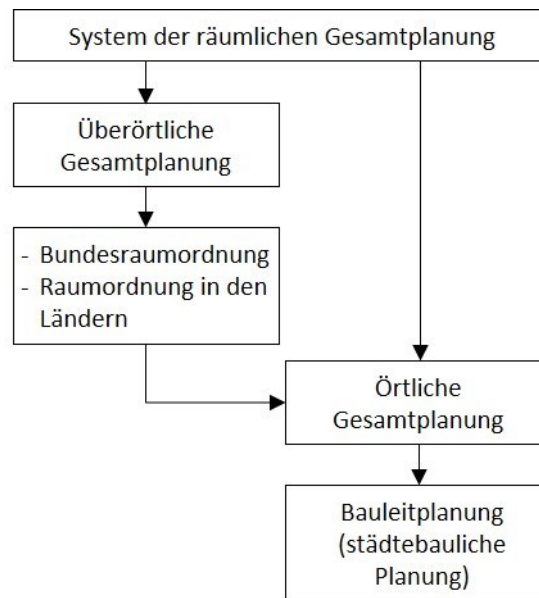 System der räumlichen Gesamtplanung
Überörtliche
Gesamtplanung
- Bundesraumordnung
- Raumordnung in den
Ländern
Örtliche
Gesamtplanung
Bauleitplanung
(städtebauliche
Planung)